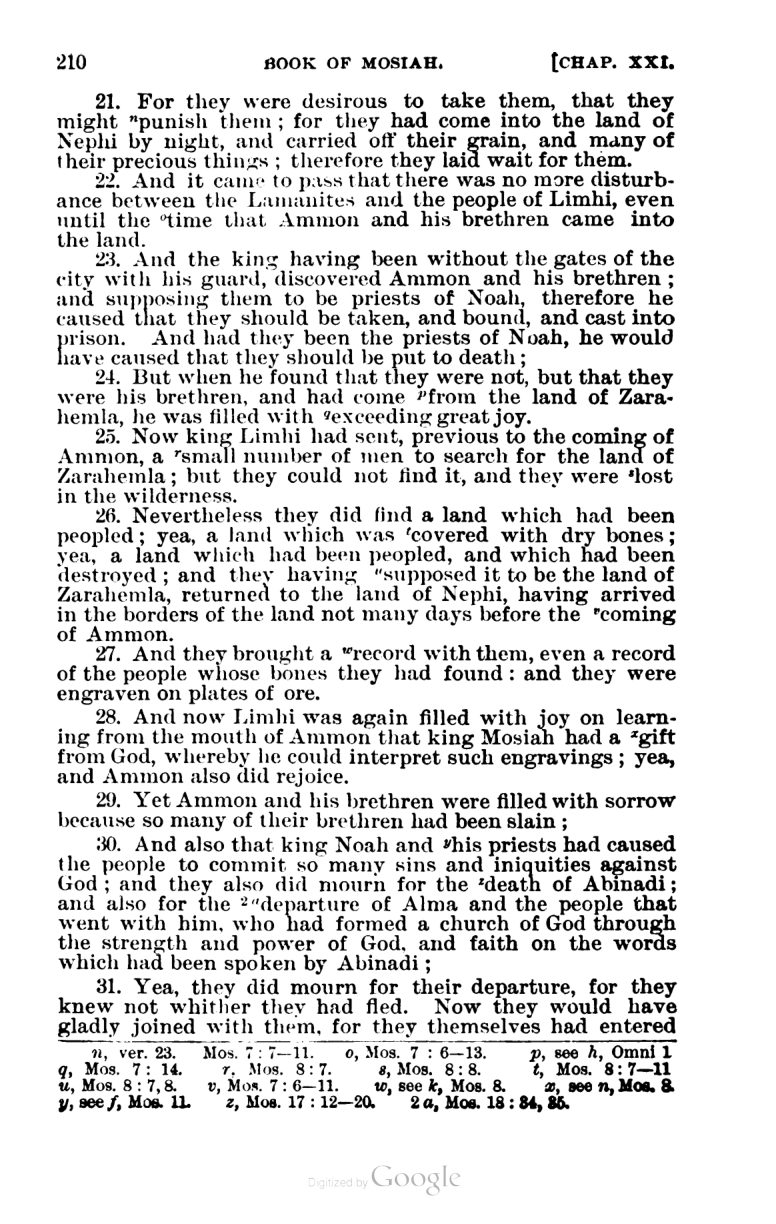 210 BOOK OF MOSIAH. [CHAP. XXI.
21. For they were desirous to take them, that they
might ⁿpunish them; for they had come into the land of
Nephi by night, and carried off their grain, and many of
their precious things; therefore they laid wait for them.
22. And it came to pass that there was no more disturb-
ance between the Lamanites and the people of Limhi, even
until the ᵒtime that Ammon and his brethren came into
the land.
23. And the king having been without the gates of the
city with his guard, discovered Ammon and his brethren;
and supposing them to be priests of Noah, therefore he
caused that they should be taken, and bound, and cast into
prison. And had they been the priests of Noah, he would
have caused that they should be put to death;
24. But when he found that they were not, but that they
were his brethren, and had come ᵖfrom the land of Zara-
hemla, he was filled with qexceeding great joy.
25. Now king Limhi had sent, previous to the coming of
Ammon, a ʳsmall number of men to search for the land of
Zarahemla; but they could not find it, and they were ˢlost
in the wilderness.
26. Nevertheless they did find a land which had been
peopled; yea, a land which was ᵗcovered with dry bones;
yea, a land which had been peopled, and which had been
destroyed; and they having ᵘsupposed it to be the land of
Zarahemla, returned to the land of Nephi, having arrived
in the borders of the land not many days before the ᵛcoming
of Ammon.
27. And they brought a ʷrecord with them, even a record
of the people whose bones they had found: and they were
engraven on plates of ore.
28. And now Limhi was again filled with joy on learn-
ing from the mouth of Ammon that king Mosiah had a ˣgift
from God, whereby he could interpret such engravings; yea,
and Ammon also did rejoice.
29. Yet Ammon and his brethren were filled with sorrow
because so many of their brethren had been slain;
30. And also that king Noah and ʸhis priests had caused
the people to commit so many sins and iniquities against
God; and they also did mourn for the ᶻdeath of Abinadi;
and also for the ²ᵃdeparture of Alma and the people that
went with him, who had formed a church of God through
the strength and power of God, and faith on the words
which had been spoken by Abinadi;
31. Yea, they did mourn for their departure, for they
knew not whither they had fled. Now they would have
gladly joined with them, for they themselves had entered
n, ver. 23. Mos. 7:7—11. o, Mos. 7:6—13. p, see h, Omni 1
q, Mos. 7:14. r, Mos. 8:7. s, Mos. 8:8. t, Mos. 8:7—11
u, Mos. 8:7,8. v, Mos. 7:6—11. w, see k, Mos. 8. x, see n, Mos. 8.
y, see f, Mos. 11. z, Mos. 17:12—20. 2 a, Mos. 18:34, 35.
Digitized by Google